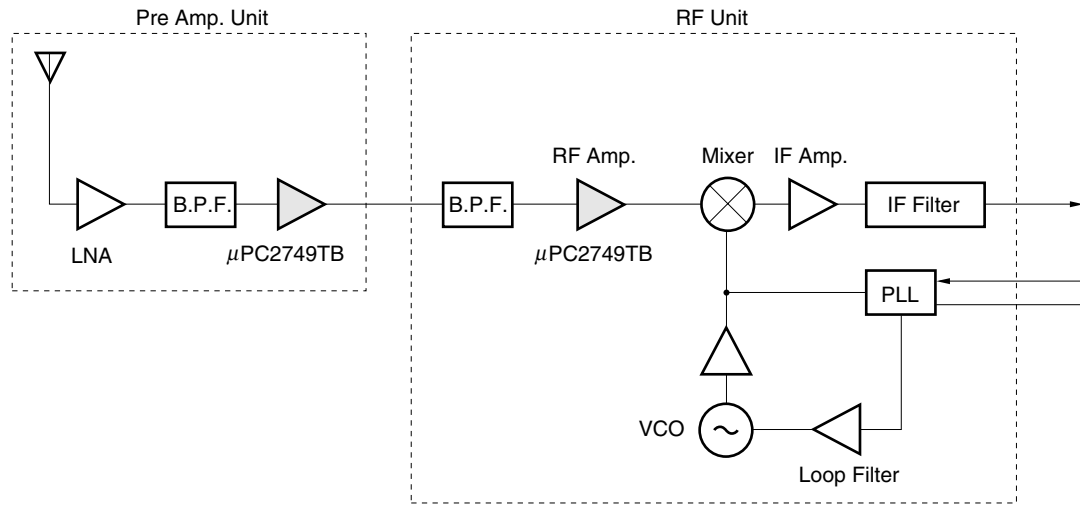 Pre Amp. Unit
RF Unit
RF Amp.
Mixer
IF Amp.
B.P.F.
B.P.F.
IF Filter
LNA
µPC2749TB
µPC2749TB
PLL
VCO
Loop Filter